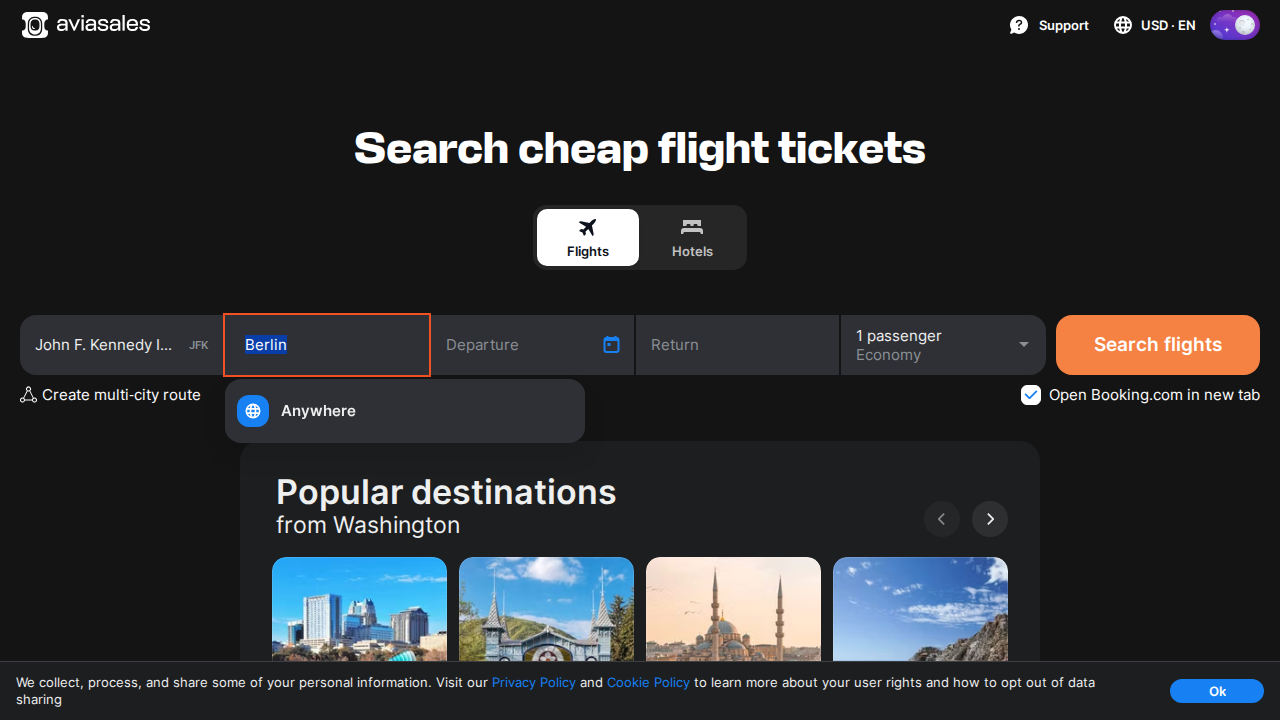 aviasales
Support
USD · EN
Search cheap flight tickets
Flights
Hotels
John F. Kennedy I...
JFK
Berlin
Departure
Return
1 passenger
Economy
Search flights
Create multi-city route
Anywhere
Open Booking.com in new tab
Popular destinations
from Washington
We collect, process, and share some of your personal information. Visit our Privacy Policy and Cookie Policy to learn more about your user rights and how to opt out of data
sharing
Ok